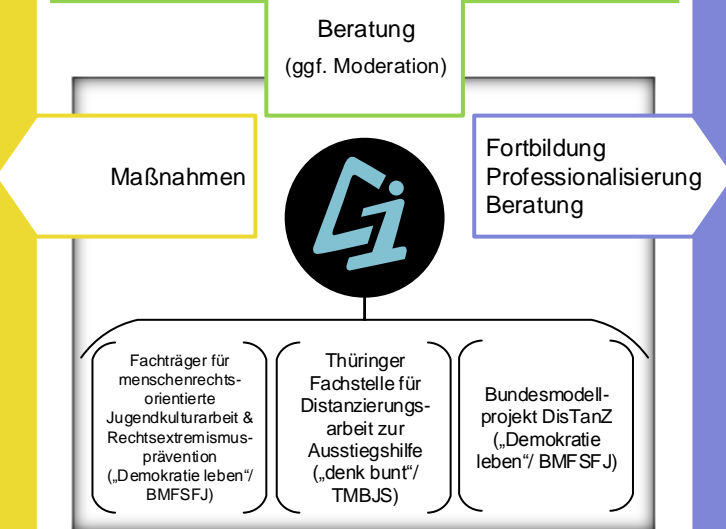 Beratung
(ggf. Moderation)
Maßnahmen
Fortbildung
Professionalisierung
Beratung
Fachträger für
menschenrechts-
orientierte
Jugendkulturarbeit &
Rechtsextremismus-
prävention
(„Demokratie leben“/
BMFSFJ)
Thüringer
Fachstelle für
Distanzierungs-
arbeit zur
Ausstiegshilfe
(„denk bunt“/
TMBJS)
Bundesmodell-
projekt DisTanZ
(„Demokratie
leben“/ BMFSFJ)